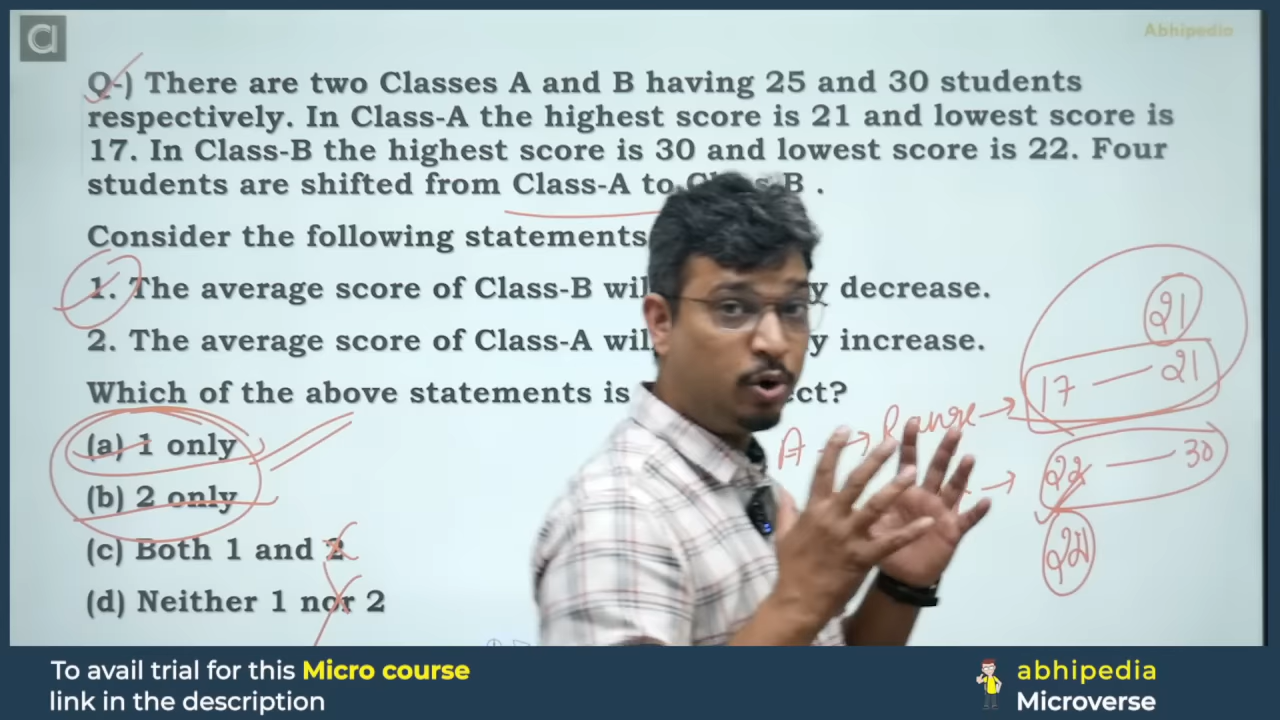 Abhipedia
Q-) There are two Classes A and B having 25 and 30 students
respectively. In Class-A the highest score is 21 and lowest score is
17. In Class-B the highest score is 30 and lowest score is 22. Four
students are shifted from Class-A to Class-B .
Consider the following statements
1. The average score of Class-B wil y decrease.
2. The average score of Class-A wil y increase.
Which of the above statements is ct?
(a) 1 only
(b) 2 only
(c) Both 1 and 2
(d) Neither 1 nor 2
21
17 — 21
A → Range →
22 — 30
→
To avail trial for this Micro course
link in the description
abhipedia
Microverse